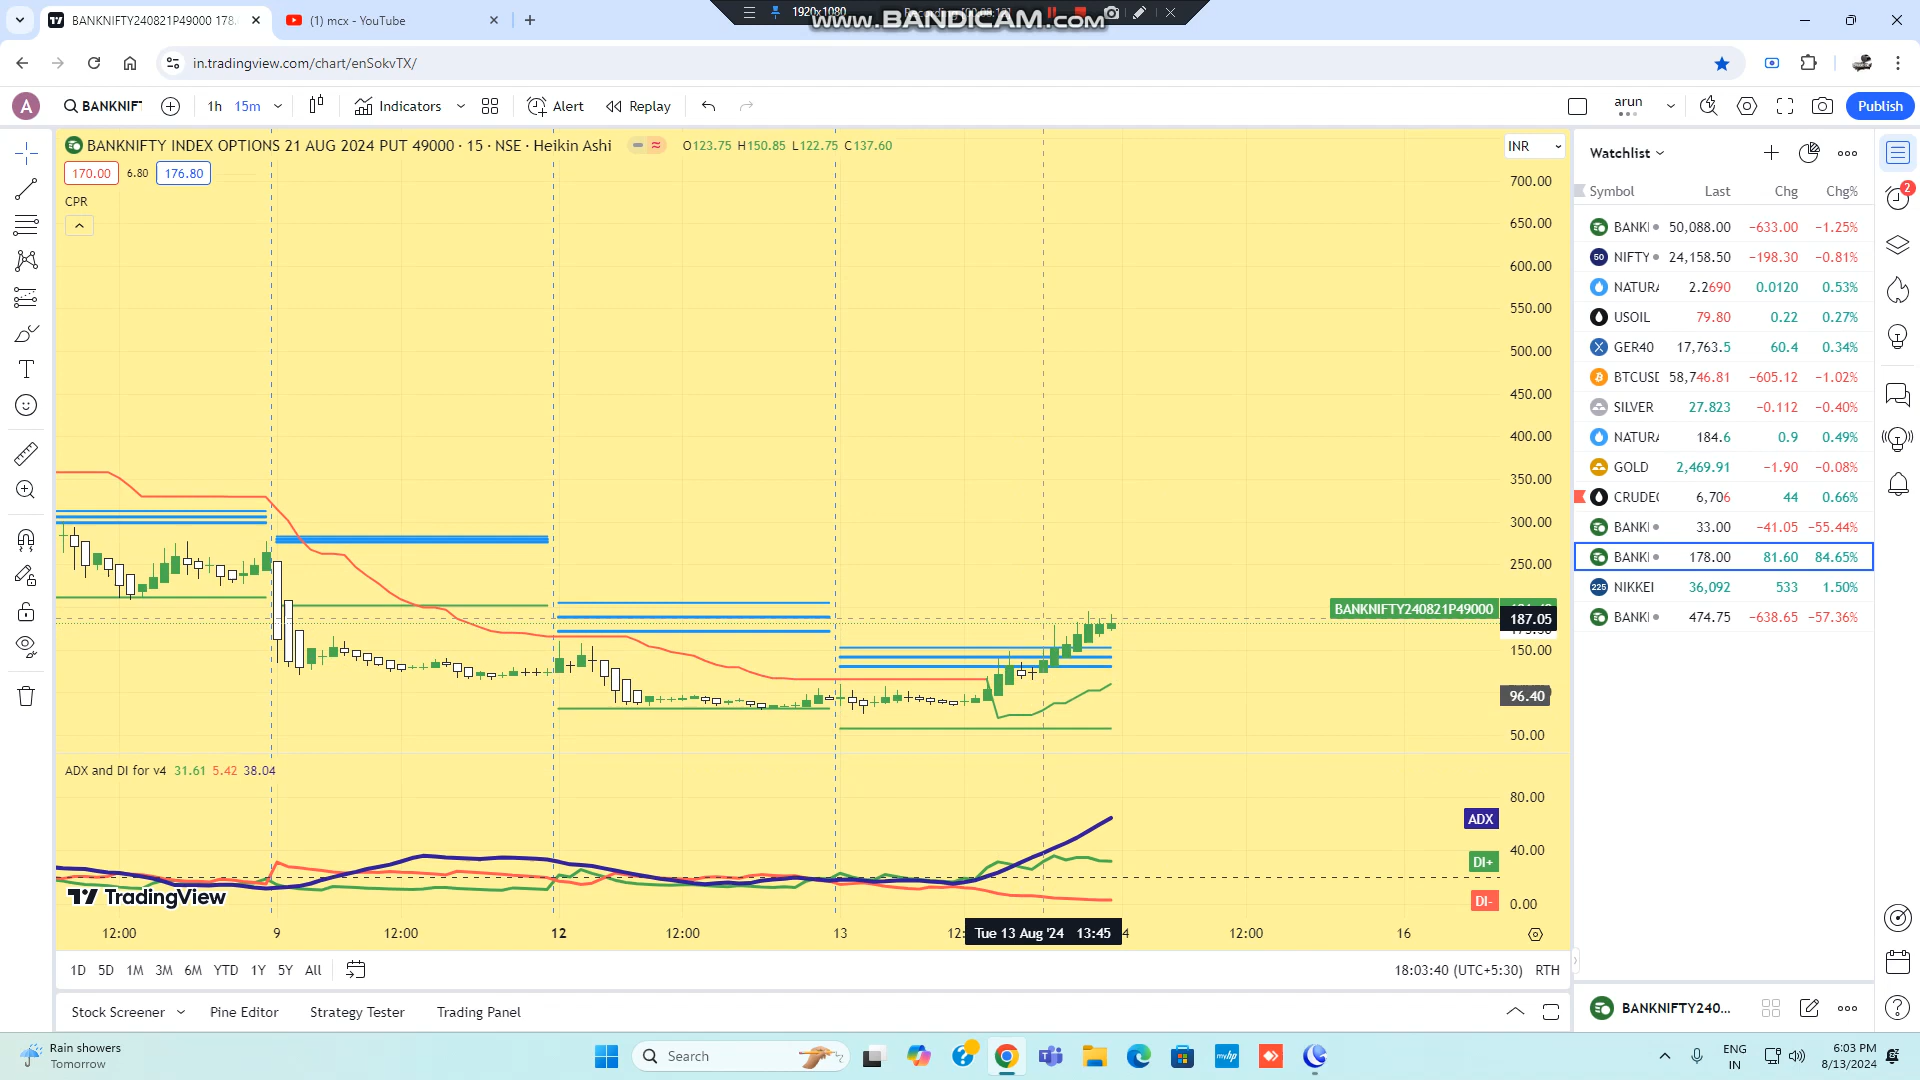 BANKNIFTY240821P49000 178.
(1) mcx - YouTube
1920x1080
www.BANDICAM.com
in.tradingview.com/chart/enSokvTX/
A
BANKNIF
1h
15m
Indicators
Alert
Replay
arun
Publish
BANKNIFTY INDEX OPTIONS 21 AUG 2024 PUT 49000 · 15 · NSE · Heikin Ashi
O123.75 H150.85 L122.75 C137.60
INR
170.00
6.80
176.80
CPR
700.00
650.00
600.00
550.00
500.00
450.00
400.00
350.00
300.00
250.00
BANKNIFTY240821P49000
187.05
150.00
96.40
50.00
ADX and DI for v4 31.61 5.42 38.04
80.00
ADX
40.00
DI+
DI-
0.00
TradingView
12:00
9
12:00
12
12:00
13
Tue 13 Aug '24 13:45
4
12:00
16
1D
5D
1M
3M
6M
YTD
1Y
5Y
All
18:03:40 (UTC+5:30)
RTH
Stock Screener
Pine Editor
Strategy Tester
Trading Panel
Watchlist
Symbol Last Chg Chg%
BANKI 50,088.00 −633.00 −1.25%
NIFTY 24,158.50 −198.30 −0.81%
NATUR 2.2690 0.0120 0.53%
USOIL 79.80 0.22 0.27%
GER40 17,763.5 60.4 0.34%
BTCUSD 58,746.81 −605.12 −1.02%
SILVER 27.823 −0.112 −0.40%
NATUR 184.6 0.9 0.49%
GOLD 2,469.91 −1.90 −0.08%
CRUDE 6,706 44 0.66%
BANKI 33.00 −41.05 −55.44%
BANKI 178.00 81.60 84.65%
NIKKEI 36,092 533 1.50%
BANKI 474.75 −638.65 −57.36%
2
BANKNIFTY240...
Rain showers
Tomorrow
Search
ENG
IN
6:03 PM
8/13/2024